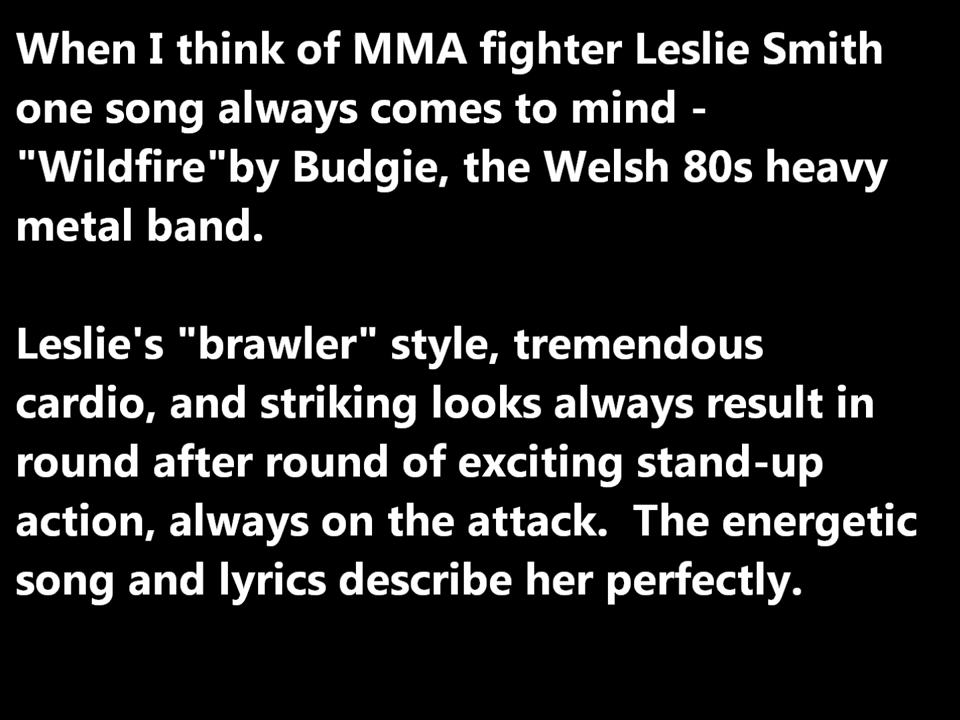 When I think of MMA fighter Leslie Smith
one song always comes to mind -
"Wildfire"by Budgie, the Welsh 80s heavy
metal band.
Leslie's "brawler" style, tremendous
cardio, and striking looks always result in
round after round of exciting stand-up
action, always on the attack.  The energetic
song and lyrics describe her perfectly.